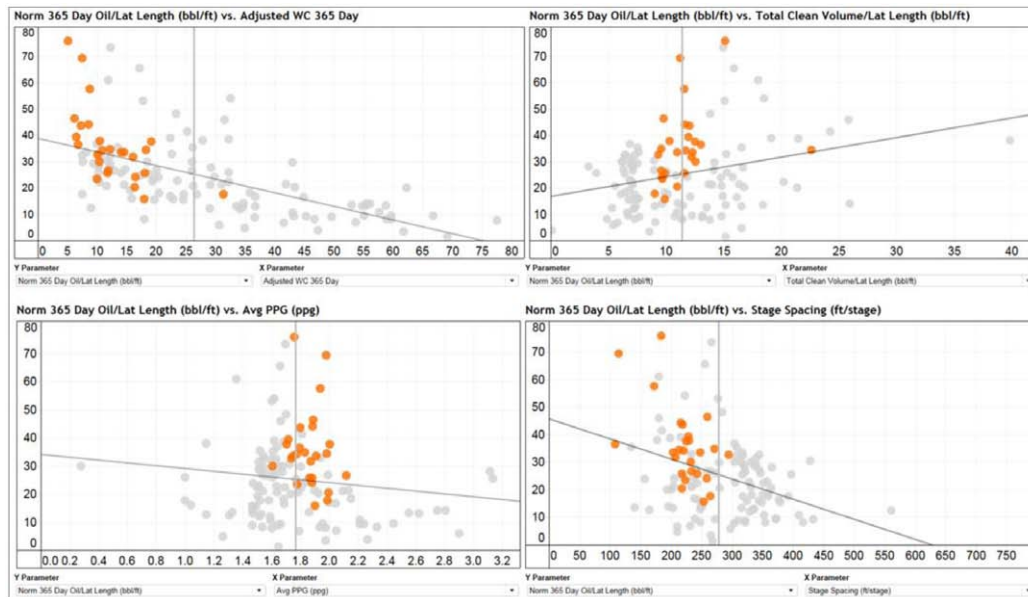 Norm 365 Day Oil/Lat Length (bbl/ft) vs. Adjusted WC 365 Day
80
70
60
50
40
30
20
10
0
0 5 10 15 20 25 30 35 40 45 50 55 60 65 70 75 80
Y Parameter X Parameter
Norm 365 Day Oil/Lat Length (bbl/ft) Adjusted WC 365 Day
Norm 365 Day Oil/Lat Length (bbl/ft) vs. Total Clean Volume/Lat Length (bbl/ft)
80
70
60
50
40
30
20
10
0
0 5 10 15 20 25 30 35 40
Y Parameter X Parameter
Norm 365 Day Oil/Lat Length (bbl/ft) Total Clean Volume/Lat Length (bbl/ft)
Norm 365 Day Oil/Lat Length (bbl/ft) vs. Avg PPG (ppg)
80
70
60
50
40
30
20
10
0
0.0 0.2 0.4 0.6 0.8 1.0 1.2 1.4 1.6 1.8 2.0 2.2 2.4 2.6 2.8 3.0 3.2
Y Parameter X Parameter
Norm 365 Day Oil/Lat Length (bbl/ft) Avg PPG (ppg)
Norm 365 Day Oil/Lat Length (bbl/ft) vs. Stage Spacing (ft/stage)
80
70
60
50
40
30
20
10
0
0 50 100 150 200 250 300 350 400 450 500 550 600 650 700 750
Y Parameter X Parameter
Norm 365 Day Oil/Lat Length (bbl/ft) Stage Spacing (ft/stage)